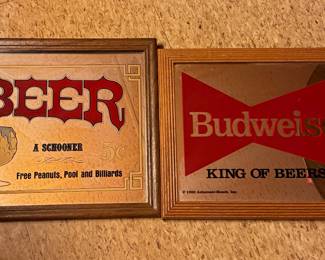 BEER
A SCHOONER
5¢
Free Peanuts, Pool and Billiards
Budweis
KING OF BEERS